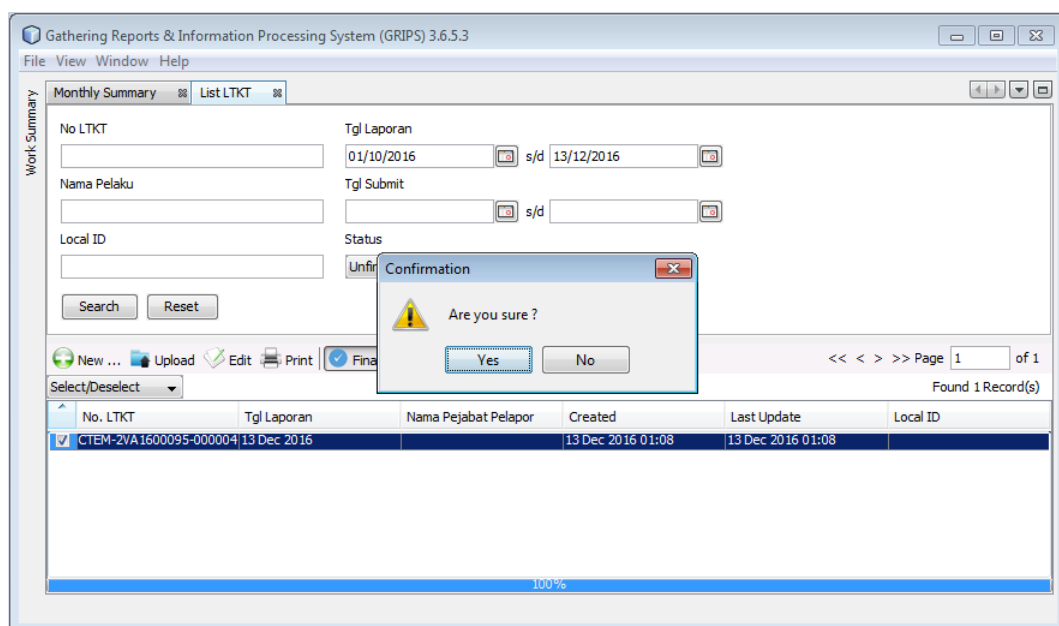 Gathering Reports & Information Processing System (GRIPS) 3.6.5.3
File View Window Help
Work Summary
Monthly Summary List LTKT
No LTKT Tgl Laporan
01/10/2016 s/d 13/12/2016
Nama Pelaku Tgl Submit
s/d
Local ID Status
Confirmation
Are you sure ?
Yes No
Search Reset
New ... Upload Edit Print << < > >> Page 1 of 1
Select/Deselect Found 1 Record(s)
No. LTKT Tgl Laporan Nama Pejabat Pelapor Created Last Update Local ID
CTEM-2VA1600095-000004 13 Dec 2016 13 Dec 2016 01:08 13 Dec 2016 01:08
100%